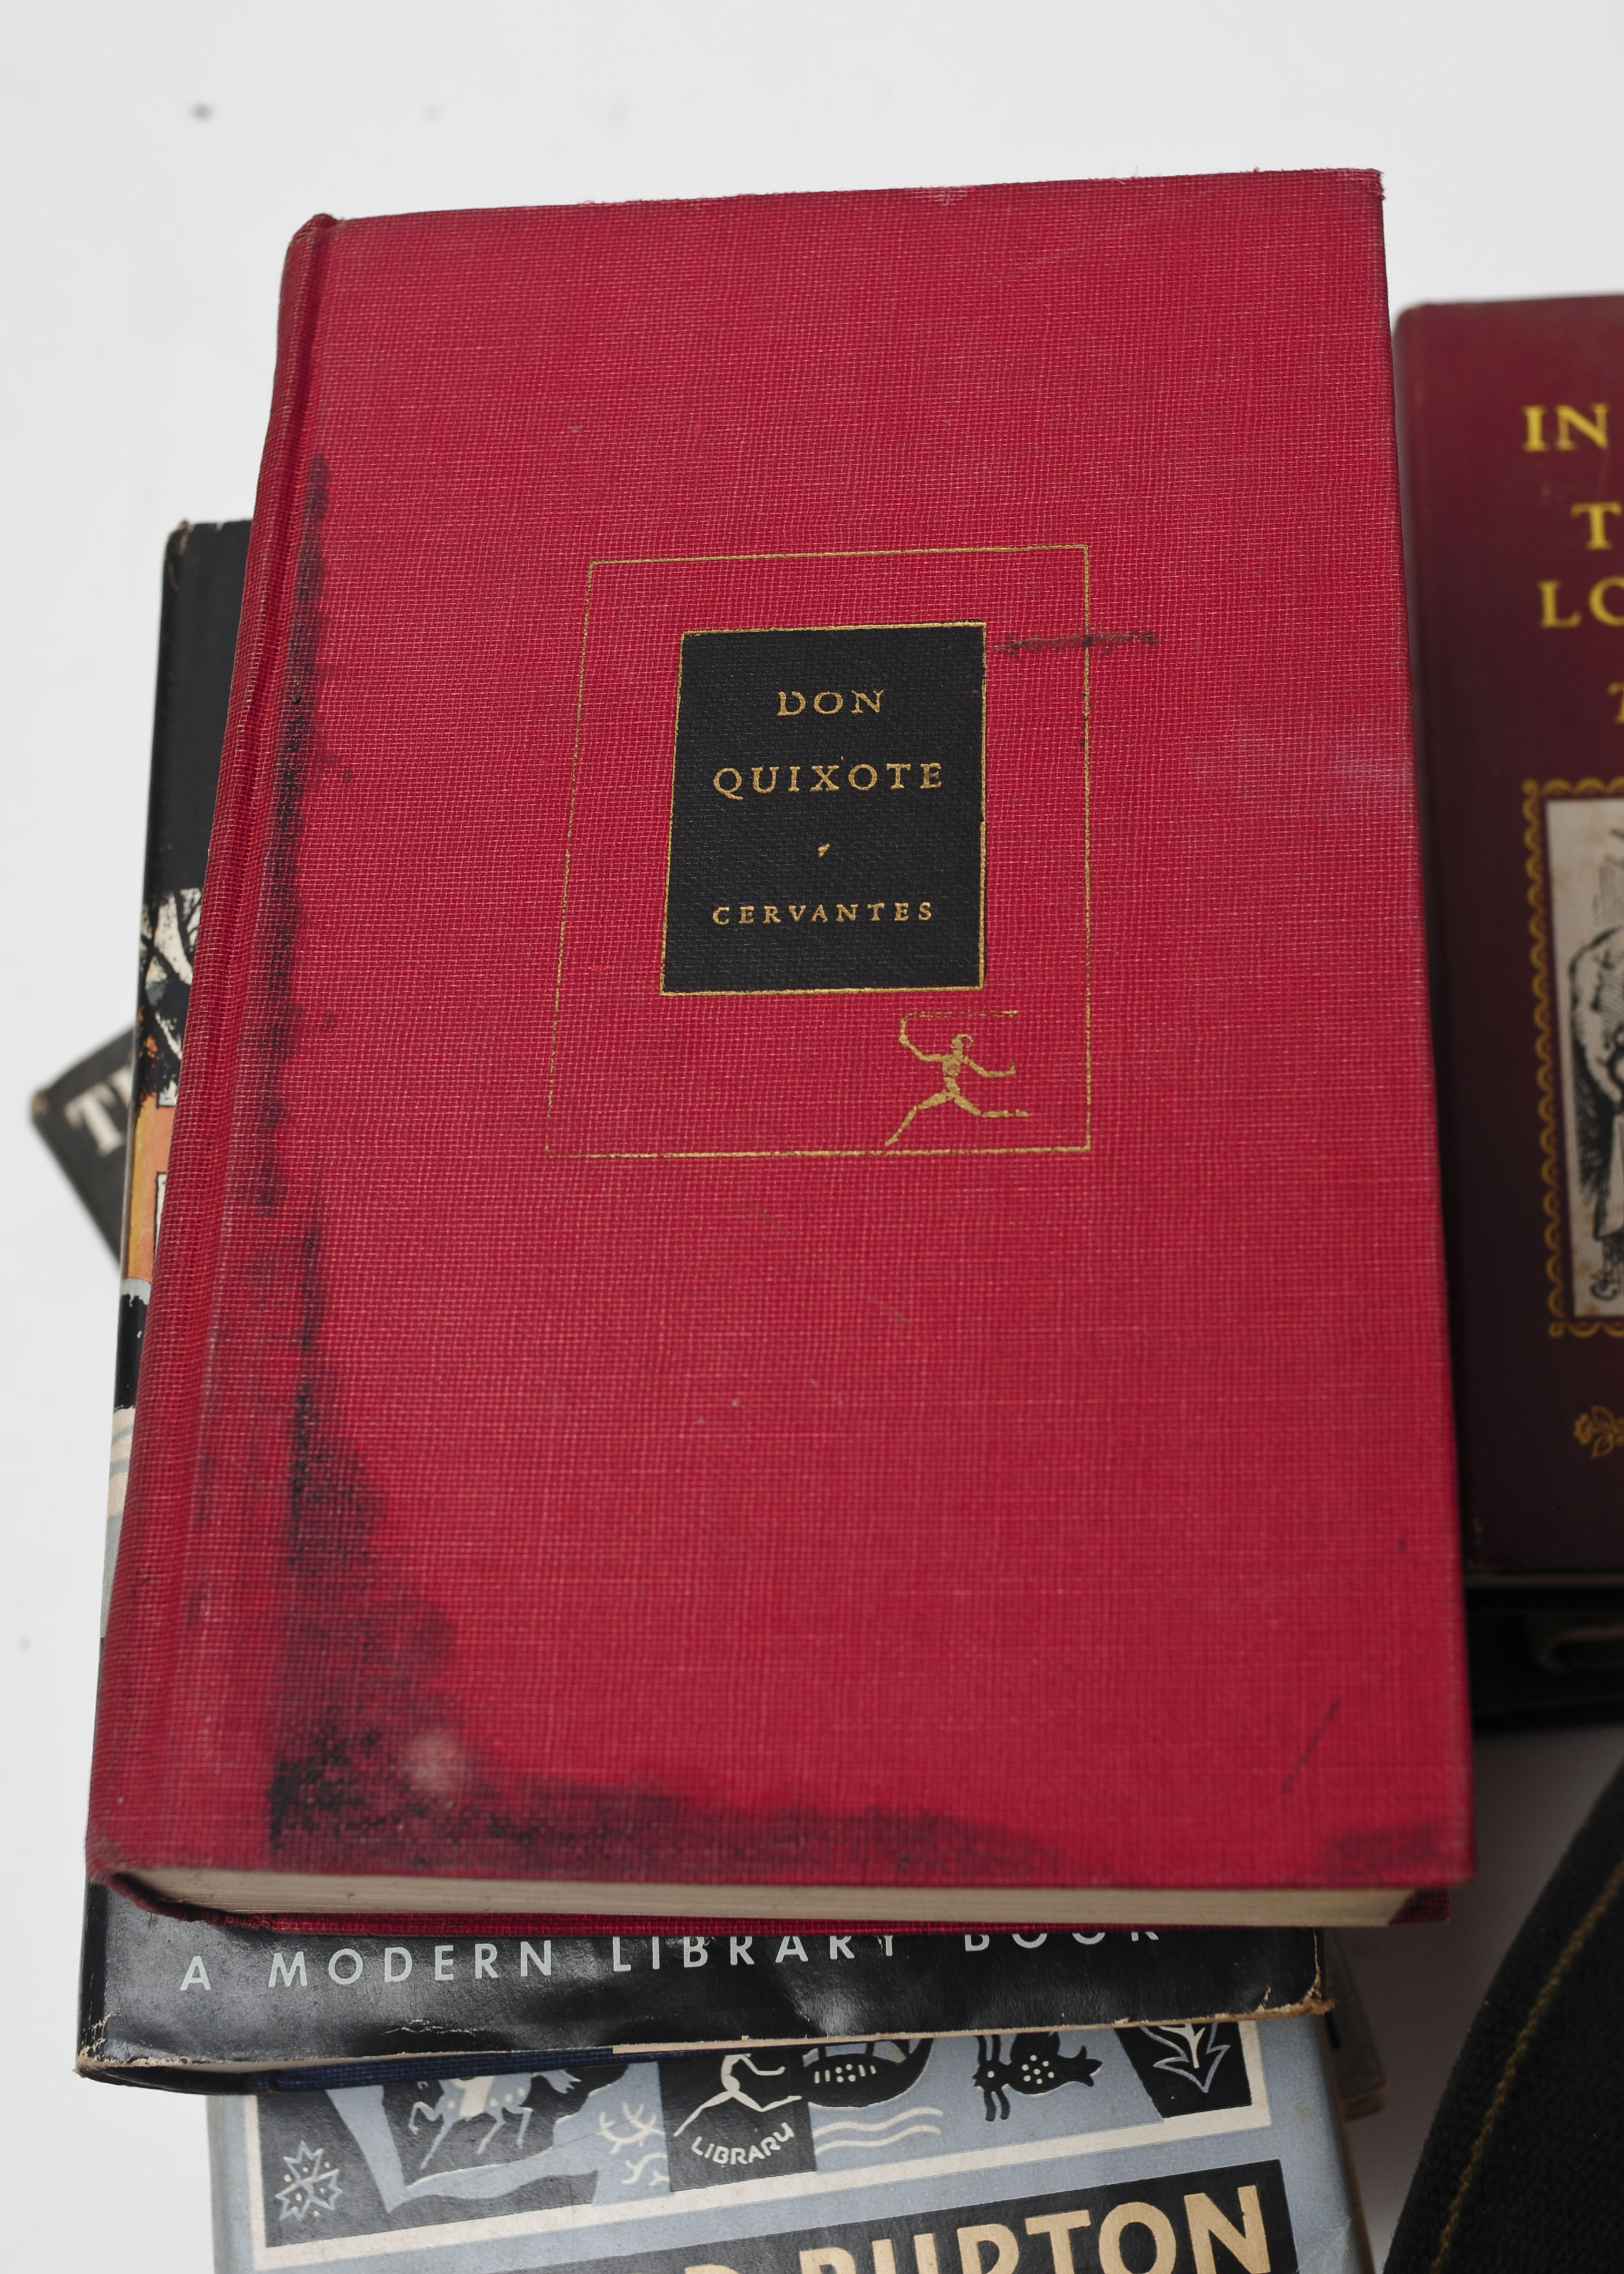 DON
QUIXOTE
CERVANTES
IN
LO
A MODERN LIBRARY BOOK
LIBRARY
BURTON